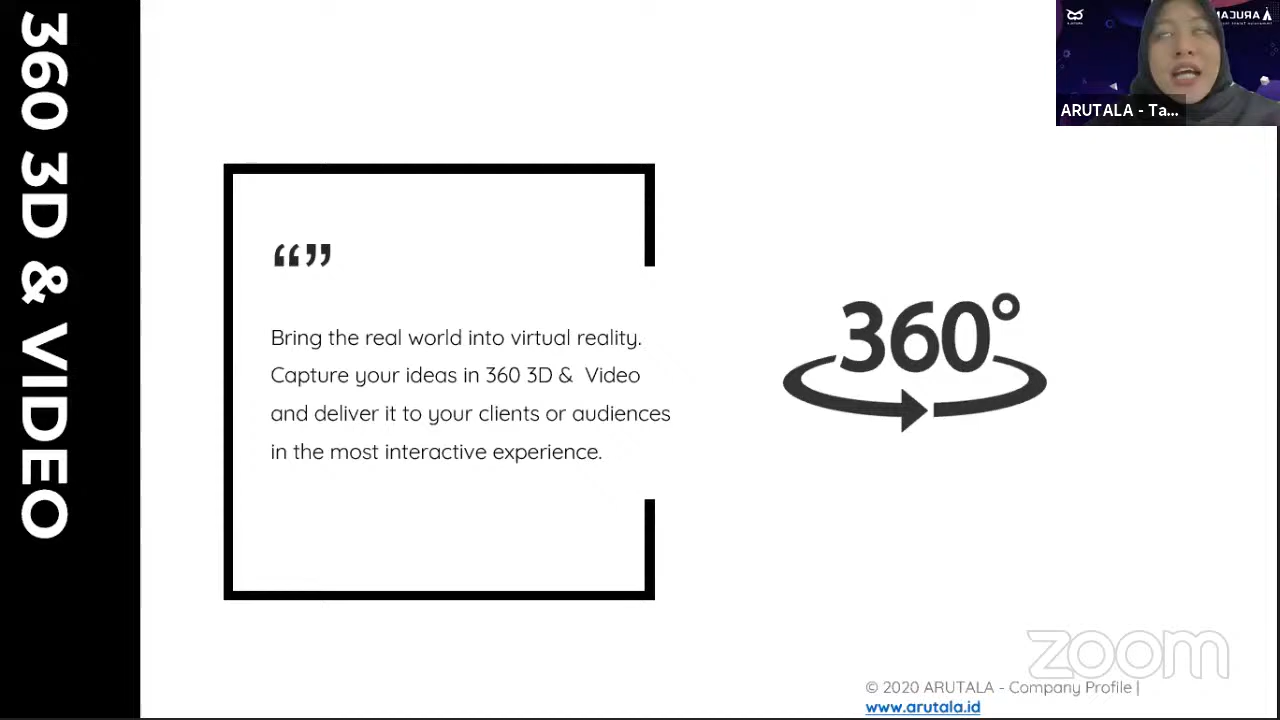 360 3D & VIDEO
ARUTALA
ARUTALA - Ta...
“”
Bring the real world into virtual reality.
Capture your ideas in 360 3D &  Video
and deliver it to your clients or audiences
in the most interactive experience.
360°
zoom
© 2020 ARUTALA - Company Profile |
www.arutala.id